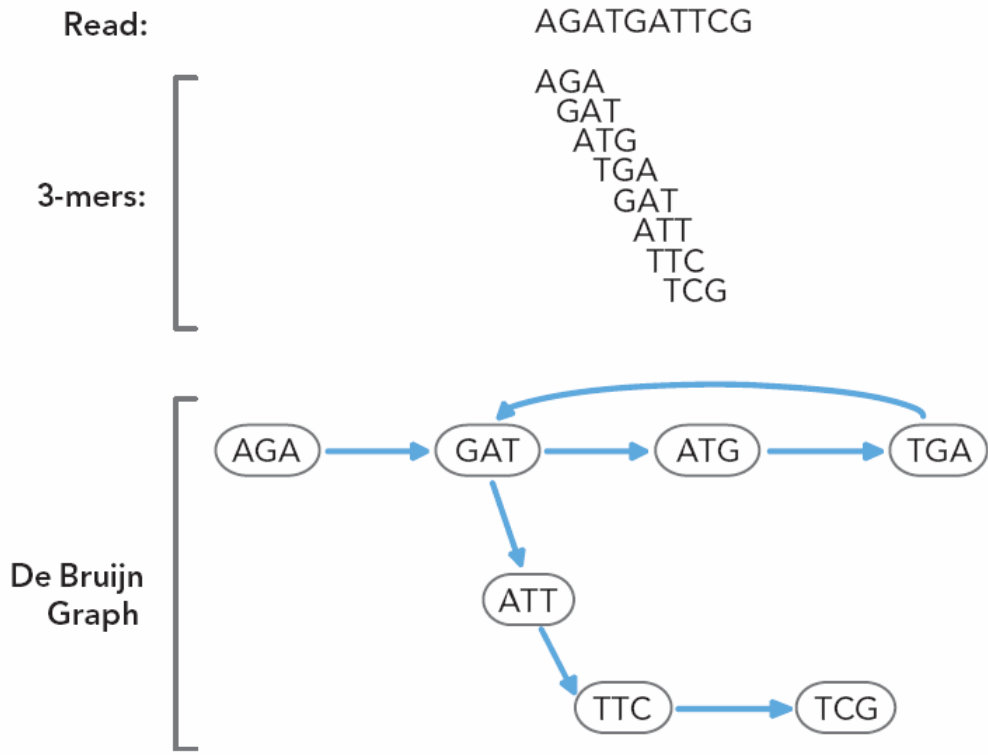 Read:
AGATGATTCG
3-mers:
AGA
GAT
ATG
TGA
GAT
ATT
TTC
TCG
De Bruijn
Graph
AGA
GAT
ATG
TGA
ATT
TTC
TCG